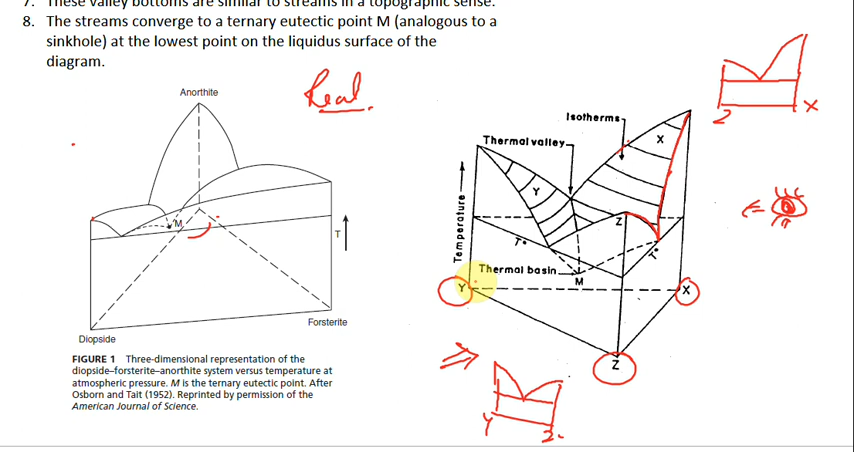 7. These valley bottoms are similar to streams in a topographic sense.
8. The streams converge to a ternary eutectic point M (analogous to a
sinkhole) at the lowest point on the liquidus surface of the
diagram.
Real.
Anorthite
M
T
Forsterite
Diopside
FIGURE 1 Three-dimensional representation of the
diopside–forsterite–anorthite system versus temperature at
atmospheric pressure. M is the ternary eutectic point. After
Osborn and Tait (1952). Reprinted by permission of the
American Journal of Science.
Isotherms
Thermal valley
X
Y
Z
Temperature
T°
T°
Thermal basin
M
Y
X
Z
Z X
Y Z